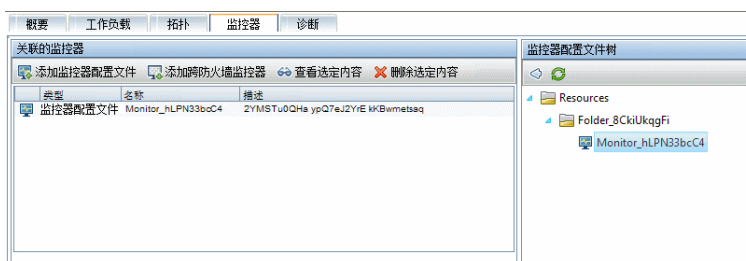 概要 工作负载 拓扑 监控器 诊断
关联的监控器
添加监控器配置文件 添加跨防火墙监控器 查看选定内容 删除选定内容
类型 名称 描述
监控器配置文件 Monitor_hLPN33bcC4 2YMSTu0QHa ypQ7eJ2YrE kKBwmetsaq
监控器配置文件树
Resources
Folder_8CkiUkqgFi
Monitor_hLPN33bcC4